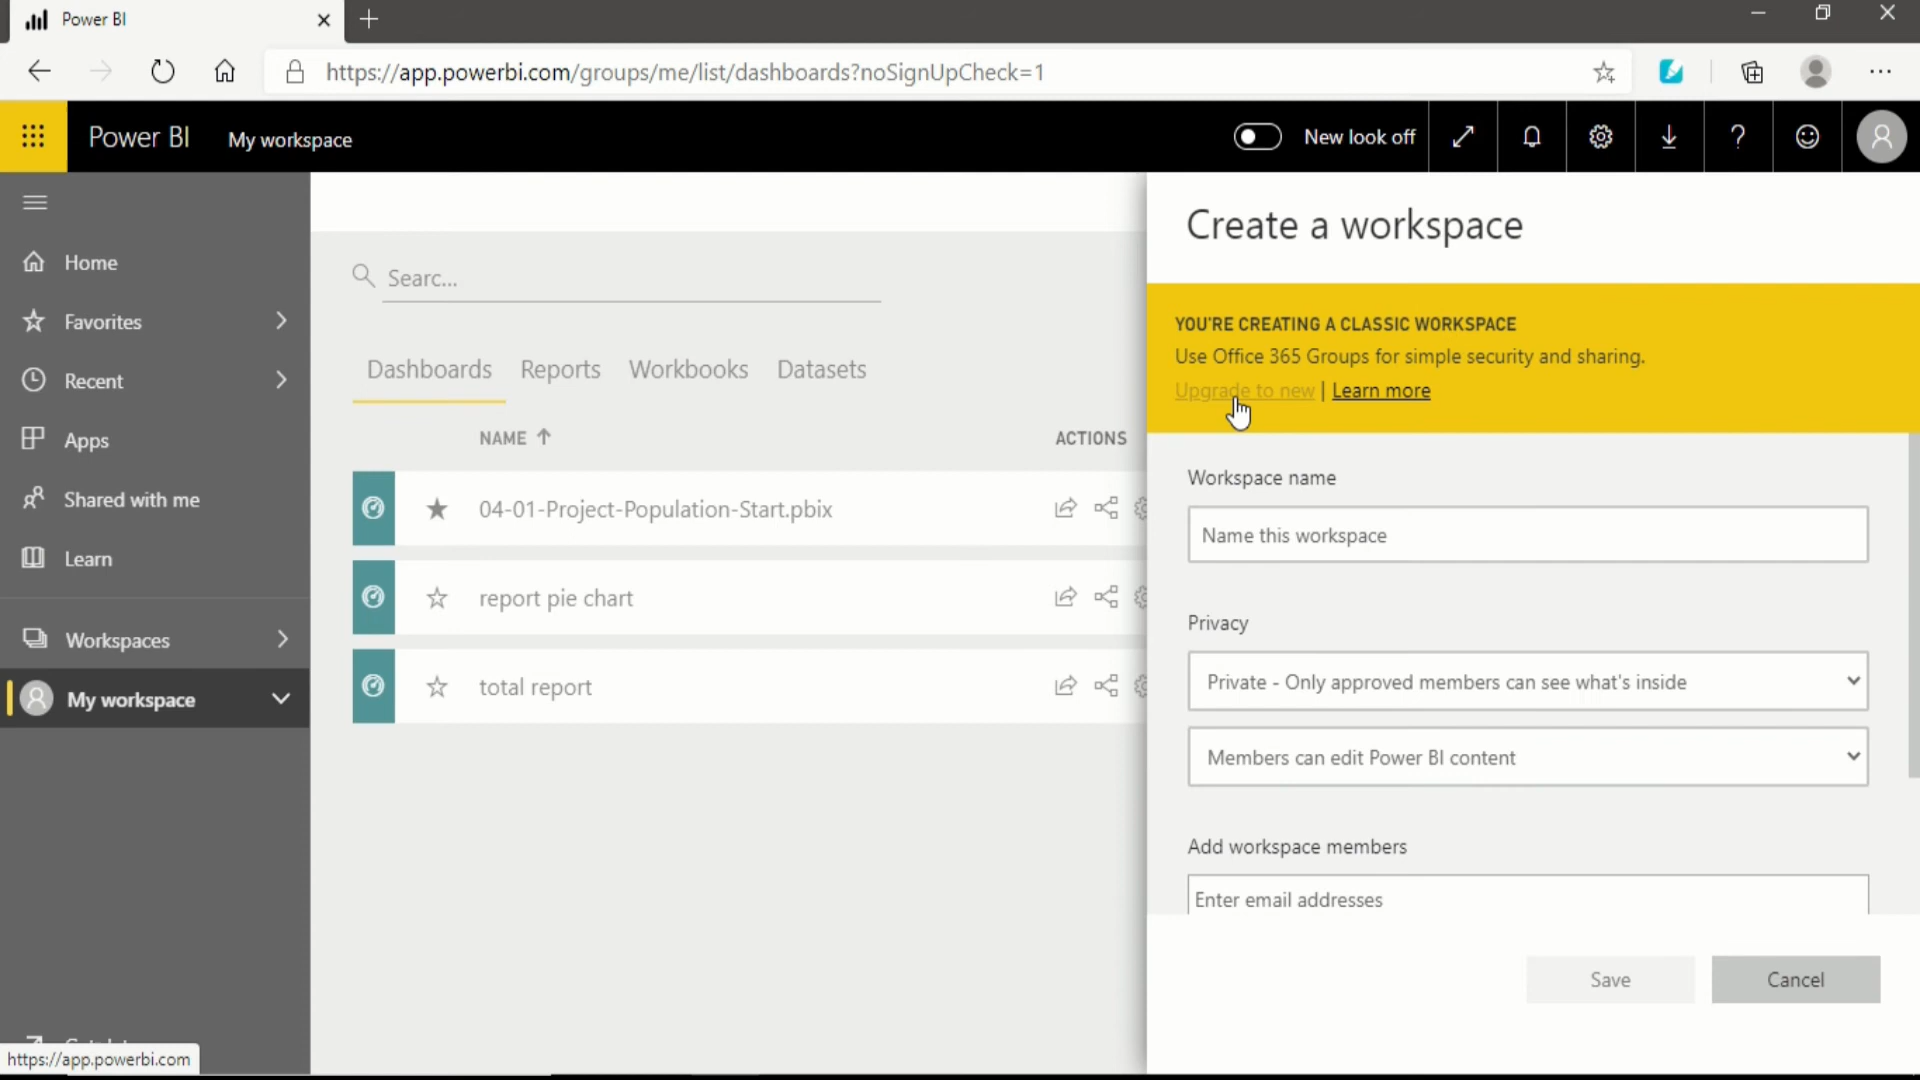 Power BI
https://app.powerbi.com/groups/me/list/dashboards?noSignUpCheck=1
Power BI My workspace New look off ?
Home
Favorites
Recent
Apps
Shared with me
Learn
Workspaces
My workspace
https://app.powerbi.com
Searc...
Dashboards Reports Workbooks Datasets
NAME ACTIONS
04-01-Project-Population-Start.pbix
report pie chart
total report
Create a workspace
YOU'RE CREATING A CLASSIC WORKSPACE
Use Office 365 Groups for simple security and sharing.
Upgrade to new | Learn more
Workspace name
Name this workspace
Privacy
Private - Only approved members can see what's inside
Members can edit Power BI content
Add workspace members
Enter email addresses
Save Cancel